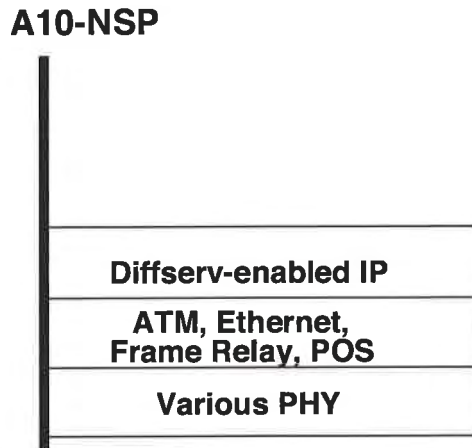 A10-NSP
Diffserv-enabled IP
ATM, Ethernet,
Frame Relay, POS
Various PHY